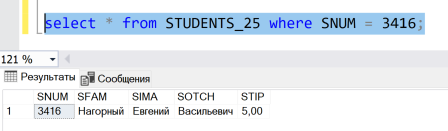 select * from STUDENTS_25 where SNUM = 3416;
121 %
Результаты Сообщения
SNUM SFAM SIMA SOTCH STIP
1 3416 Нагорный Евгений Васильевич 5,00